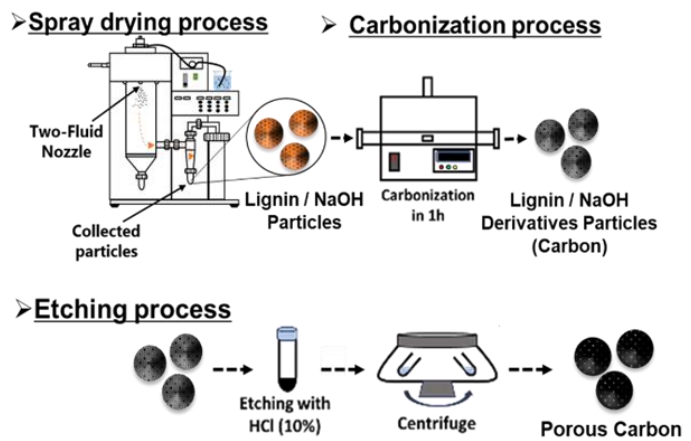 ➢Spray drying process
➢ Carbonization process
Two-Fluid
Nozzle
Collected
particles
Lignin / NaOH
Particles
Carbonization
in 1h
Lignin / NaOH
Derivatives Particles
(Carbon)
➢Etching process
Etching with
HCl (10%)
Centrifuge
Porous Carbon